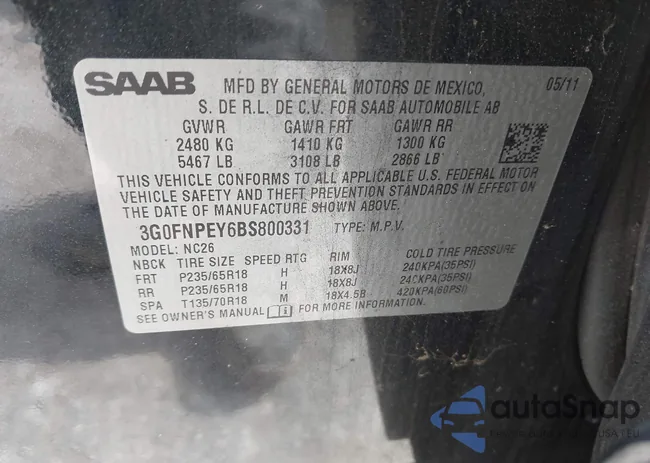 SAAB MFD BY GENERAL MOTORS DE MEXICO, 05/11
S. DE R.L. DE C.V. FOR SAAB AUTOMOBILE AB
GVWR GAWR FRT GAWR RR
2480 KG 1410 KG 1300 KG
5467 LB 3108 LB 2866 LB
THIS VEHICLE CONFORMS TO ALL APPLICABLE U.S. FEDERAL MOTOR
VEHICLE SAFETY AND THEFT PREVENTION STANDARDS IN EFFECT ON
THE DATE OF MANUFACTURE SHOWN ABOVE.
3G0FNPEY6BS800331 TYPE: M.P.V.
MODEL: NC26
NBCK TIRE SIZE SPEED RTG RIM COLD TIRE PRESSURE
FRT P235/65R18 H 18X8J 240KPA(35PSI)
RR P235/65R18 H 18X8J 240KPA(35PSI)
SPA T135/70R18 M 18X4.5B 420KPA(60PSI)
SEE OWNER'S MANUAL FOR MORE INFORMATION.
autoSnap